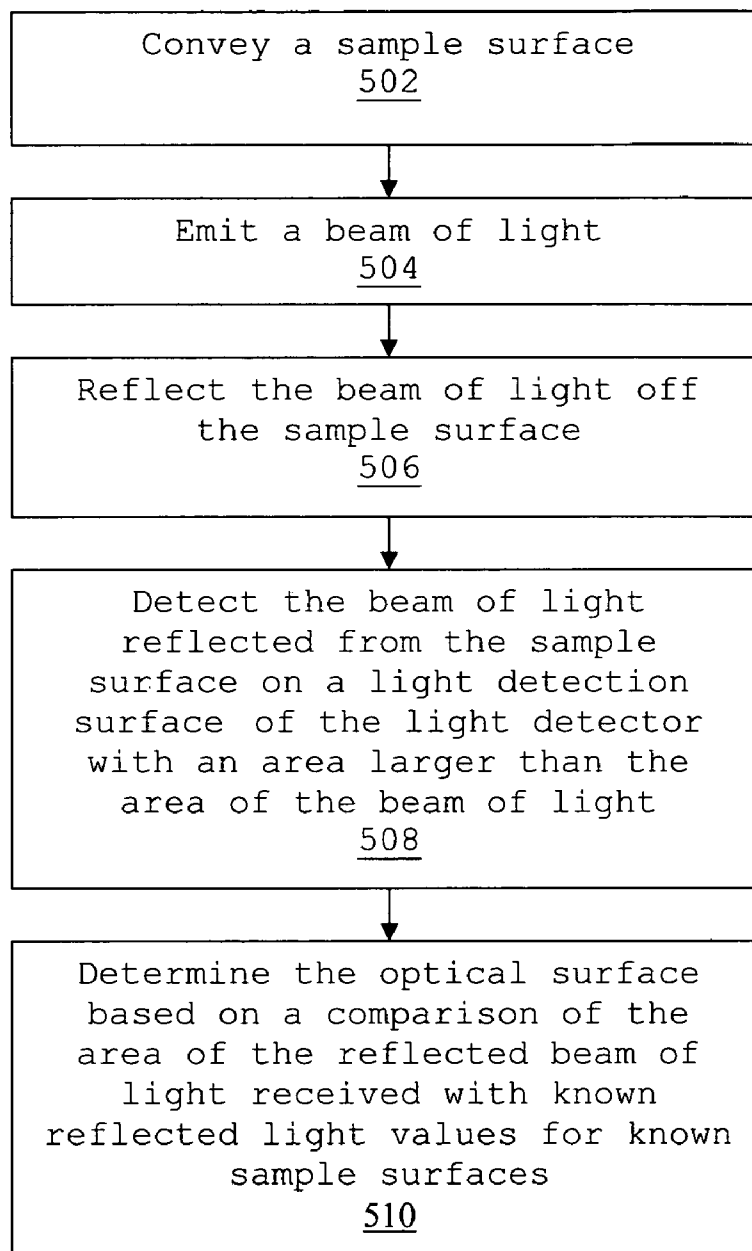 Convey a sample surface
502
Emit a beam of light
504
Reflect the beam of light off
the sample surface
506
Detect the beam of light
reflected from the sample
surface on a light detection
surface of the light detector
with an area larger than the
area of the beam of light
508
Determine the optical surface
based on a comparison of the
area of the reflected beam of
light received with known
reflected light values for known
sample surfaces
510